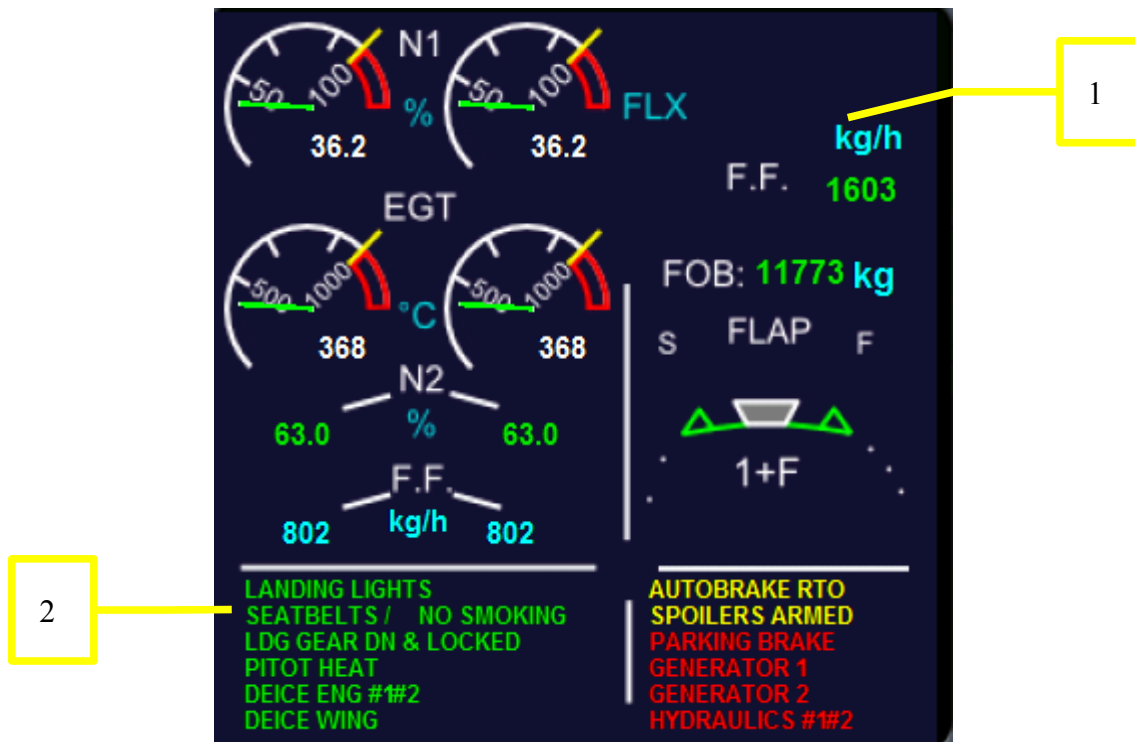 N1
50 100
50 100
%
FLX
36.2
36.2
1
kg/h
F.F. 1603
EGT
500 1000
500 1000
°C
368
368
FOB: 11773 kg
S FLAP F
1+F
N2
%
63.0
63.0
F.F.
kg/h
802
802
2
LANDING LIGHTS
SEATBELTS / NO SMOKING
LDG GEAR DN & LOCKED
PITOT HEAT
DEICE ENG #1#2
DEICE WING
AUTOBRAKE RTO
SPOILERS ARMED
PARKING BRAKE
GENERATOR 1
GENERATOR 2
HYDRAULICS #1#2